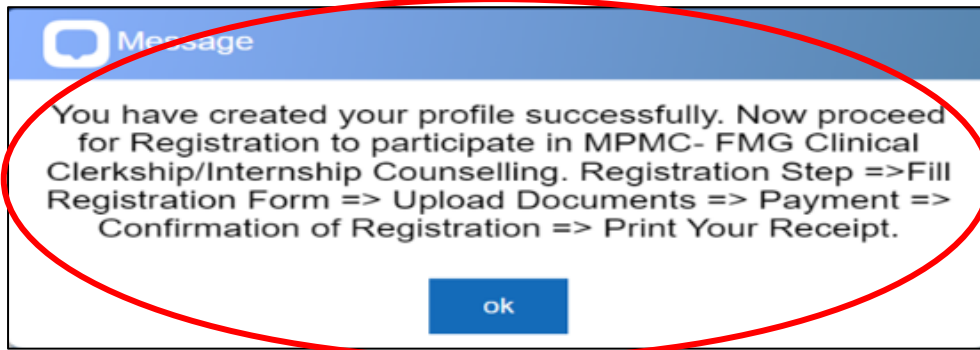 Message
You have created your profile successfully. Now proceed
for Registration to participate in MPMC- FMG Clinical
Clerkship/Internship Counselling. Registration Step =>Fill
Registration Form => Upload Documents => Payment =>
Confirmation of Registration => Print Your Receipt.
ok